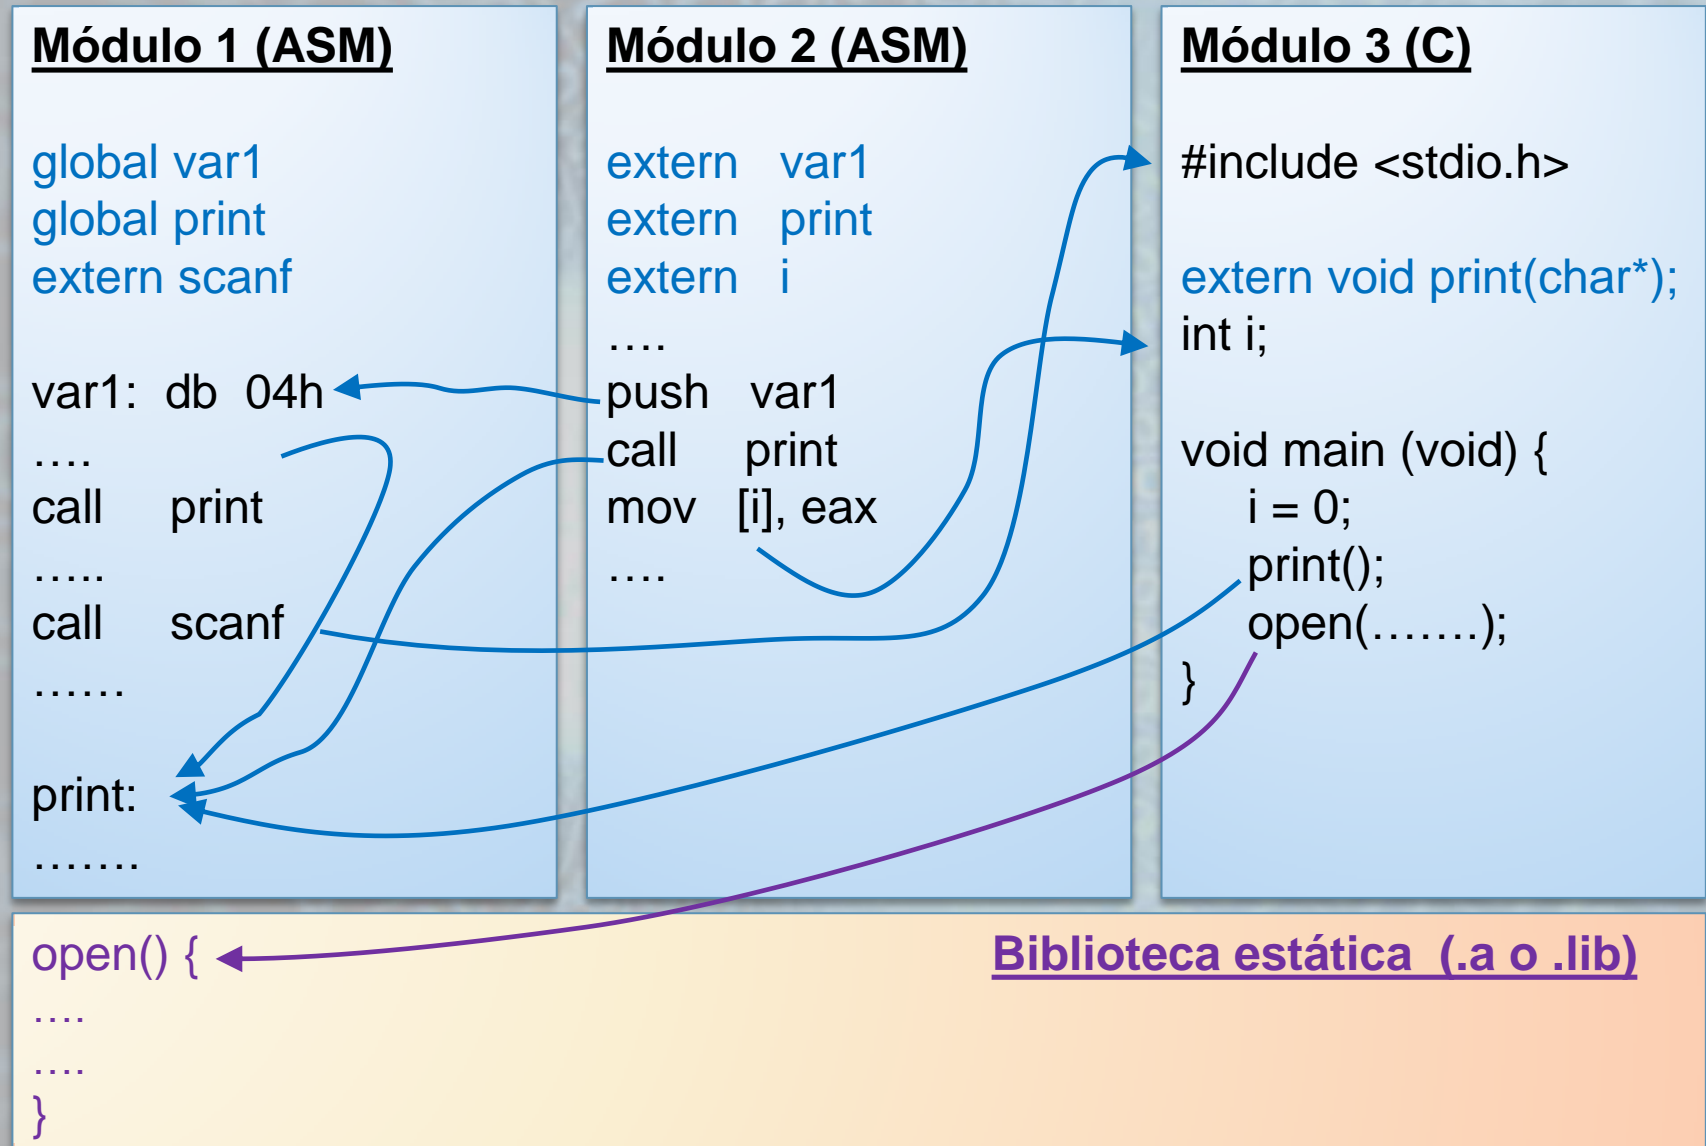 Módulo 1 (ASM)
global var1
global print
extern scanf
var1: db 04h
....
call print
.....
call scanf
......
print:
.......
Módulo 2 (ASM)
extern var1
extern print
extern i
....
push var1
call print
mov [i], eax
....
Módulo 3 (C)
#include <stdio.h>
extern void print(char*);
int i;
void main (void) {
i = 0;
print();
open(…….);
}
open() {
....
....
}
Biblioteca estática (.a o .lib)